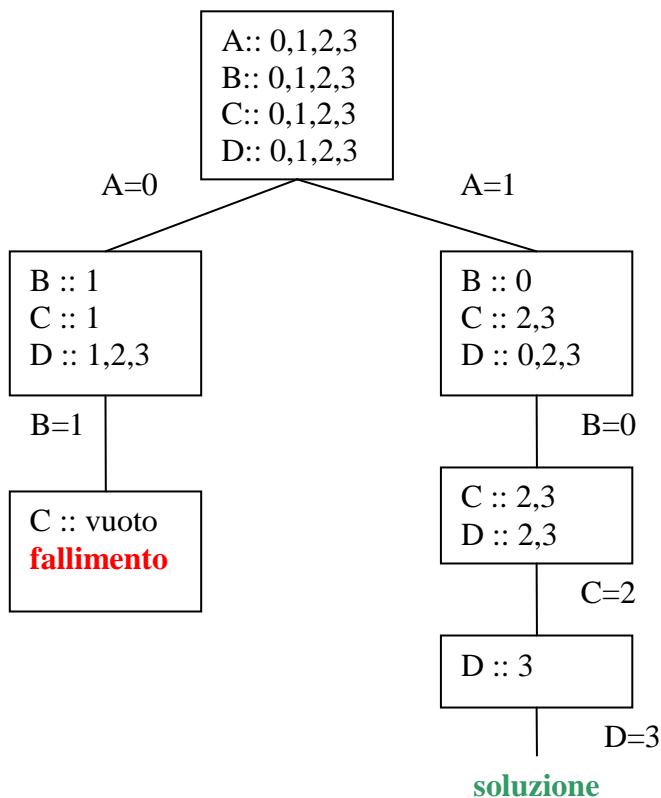 A:: 0,1,2,3
B:: 0,1,2,3
C:: 0,1,2,3
D:: 0,1,2,3
A=0
A=1
B :: 1
C :: 1
D :: 1,2,3
B :: 0
C :: 2,3
D :: 0,2,3
B=1
B=0
C :: vuoto
fallimento
C :: 2,3
D :: 2,3
C=2
D :: 3
D=3
soluzione